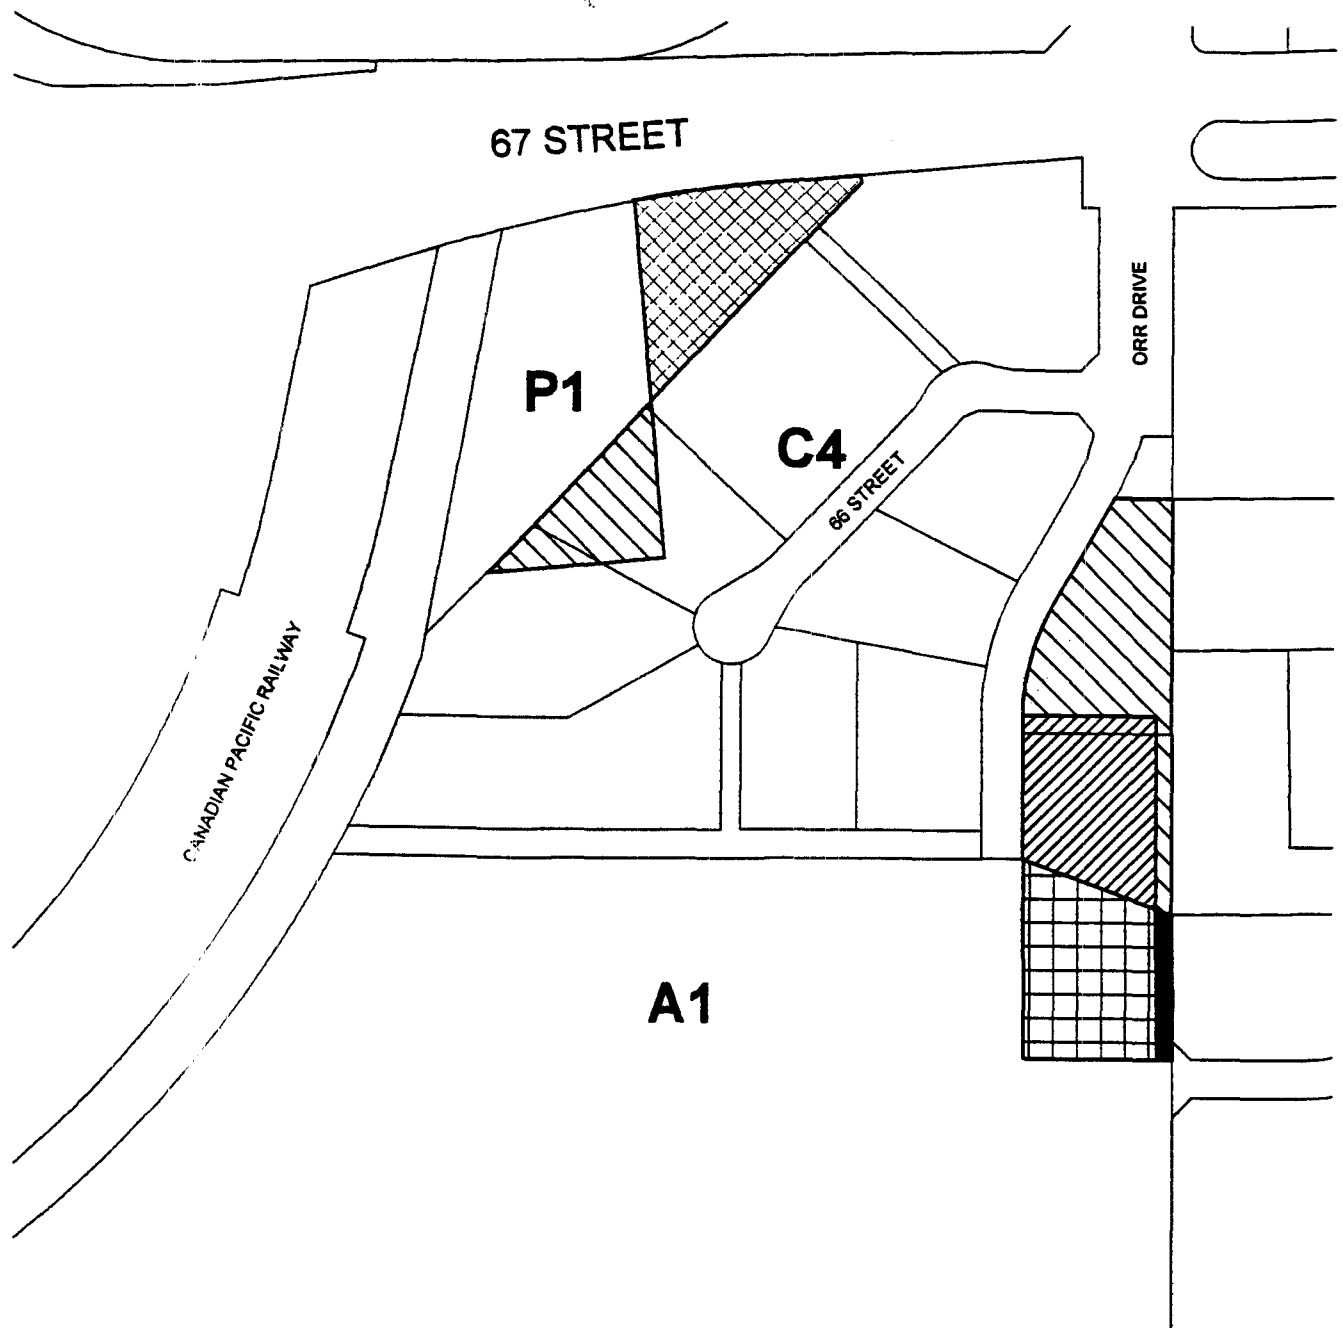 67 STREET
ORR DRIVE
P1
C4
66 STREET
CANADIAN PACIFIC RAILWAY
A1